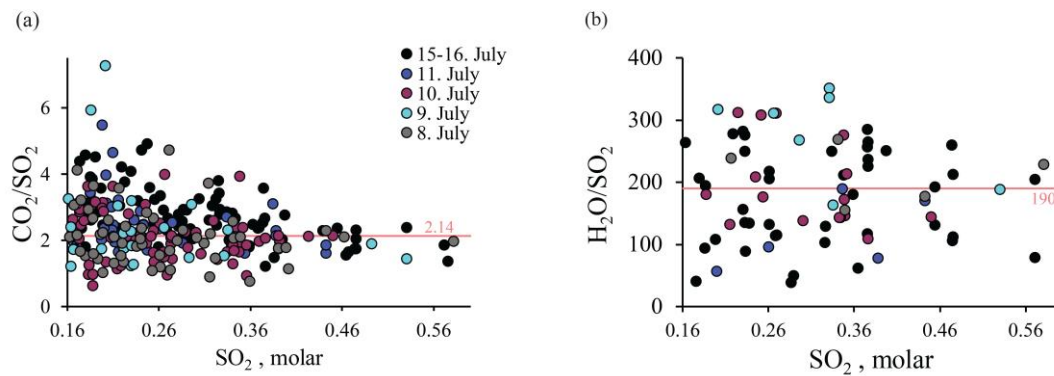 (a)
CO₂/SO₂
6
4
2
0
15-16. July
11. July
10. July
9. July
8. July
2.14
0.16 0.26 0.36 0.46 0.56
SO₂ , molar
(b)
H₂O/SO₂
400
300
200
100
0
190
0.16 0.26 0.36 0.46 0.56
SO₂ , molar